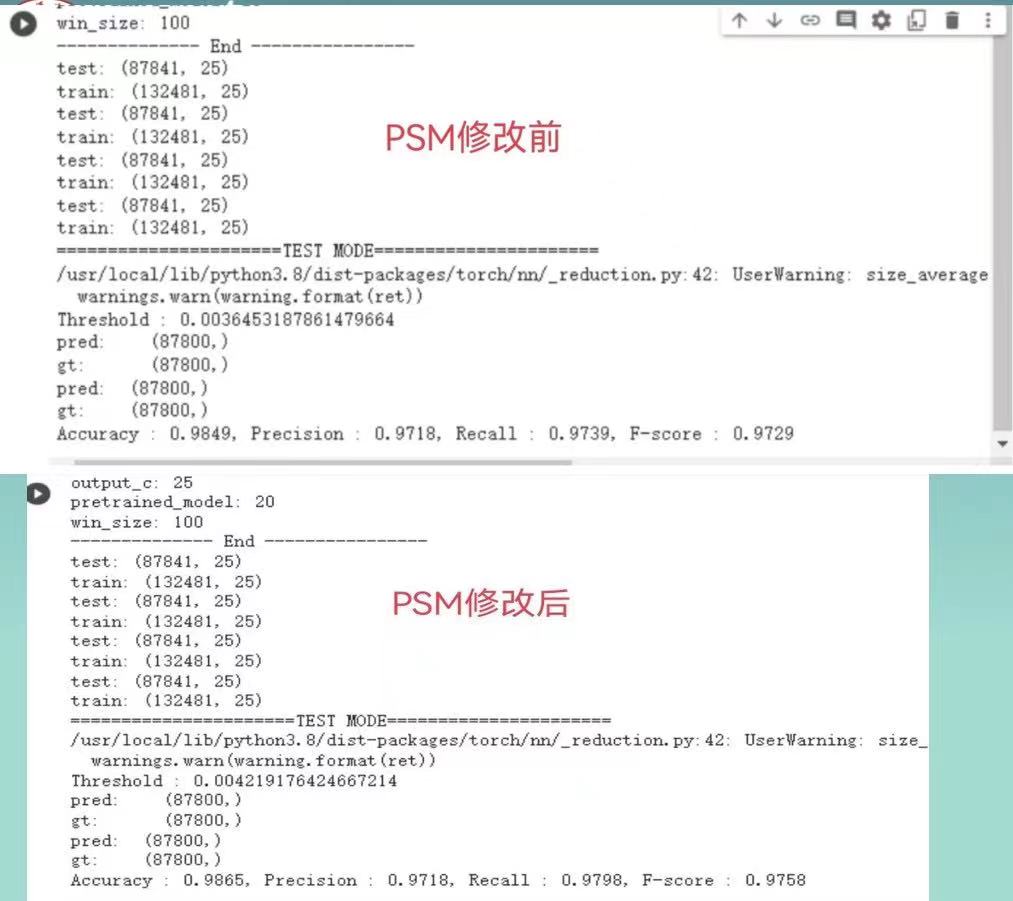 win_size: 100
-------------- End ----------------
test: (87841, 25)
train: (132481, 25)
test: (87841, 25)
train: (132481, 25)
test: (87841, 25)
train: (132481, 25)
test: (87841, 25)
train: (132481, 25)
PSM修改前
======================TEST MODE======================
/usr/local/lib/python3.8/dist-packages/torch/nn/_reduction.py:42: UserWarning: size_average
warnings.warn(warning.format(ret))
Threshold : 0.0036453187861479664
pred: (87800,)
gt: (87800,)
pred: (87800,)
gt: (87800,)
Accuracy : 0.9849, Precision : 0.9718, Recall : 0.9739, F-score : 0.9729
output_c: 25
pretrained_model: 20
win_size: 100
-------------- End ----------------
test: (87841, 25)
train: (132481, 25)
test: (87841, 25)
train: (132481, 25)
test: (87841, 25)
train: (132481, 25)
test: (87841, 25)
train: (132481, 25)
PSM修改后
======================TEST MODE======================
/usr/local/lib/python3.8/dist-packages/torch/nn/_reduction.py:42: UserWarning: size_
warnings.warn(warning.format(ret))
Threshold : 0.004219176424667214
pred: (87800,)
gt: (87800,)
pred: (87800,)
gt: (87800,)
Accuracy : 0.9865, Precision : 0.9718, Recall : 0.9798, F-score : 0.9758